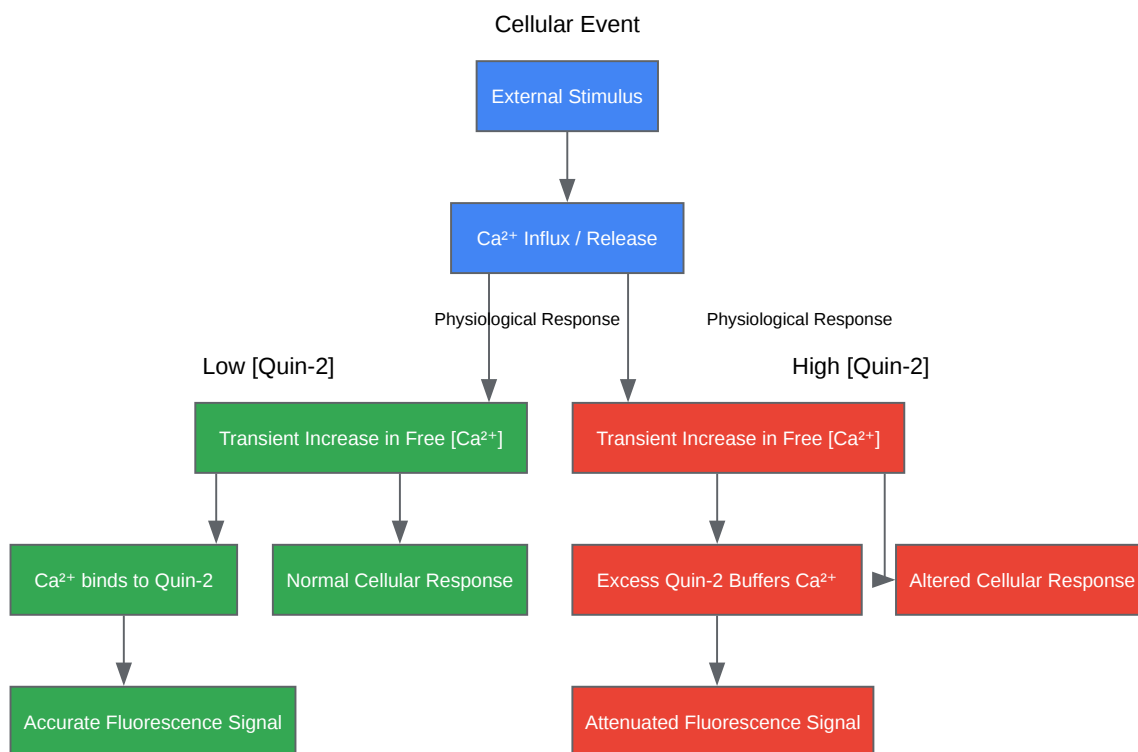 Cellular Event
External Stimulus
Ca²⁺ Influx / Release
Physiological Response
Physiological Response
Low [Quin-2]
High [Quin-2]
Transient Increase in Free [Ca²⁺]
Transient Increase in Free [Ca²⁺]
Ca²⁺ binds to Quin-2
Normal Cellular Response
Excess Quin-2 Buffers Ca²⁺
Altered Cellular Response
Accurate Fluorescence Signal
Attenuated Fluorescence Signal